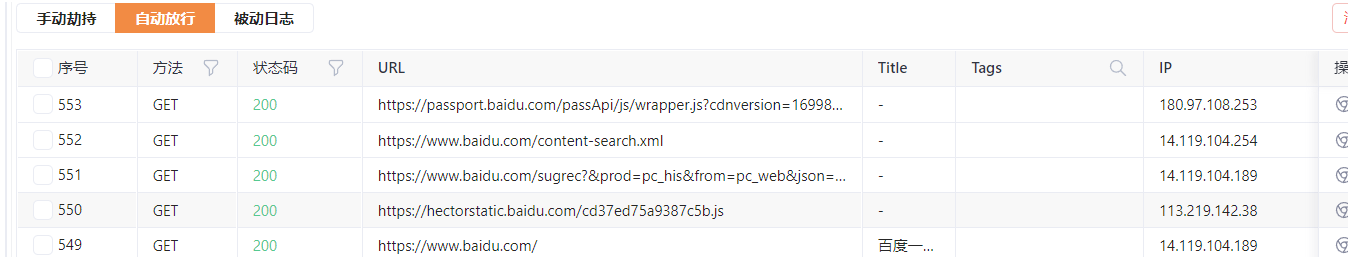 手动劫持 自动放行 被动日志
序号 方法 状态码 URL Title Tags IP
553 GET 200 https://passport.baidu.com/passApi/js/wrapper.js?cdnversion=16998... - 180.97.108.253
552 GET 200 https://www.baidu.com/content-search.xml - 14.119.104.254
551 GET 200 https://www.baidu.com/sugrec?&prod=pc_his&from=pc_web&json=... - 14.119.104.189
550 GET 200 https://hectorstatic.baidu.com/cd37ed75a9387c5b.js - 113.219.142.38
549 GET 200 https://www.baidu.com/ 百度一... 14.119.104.189